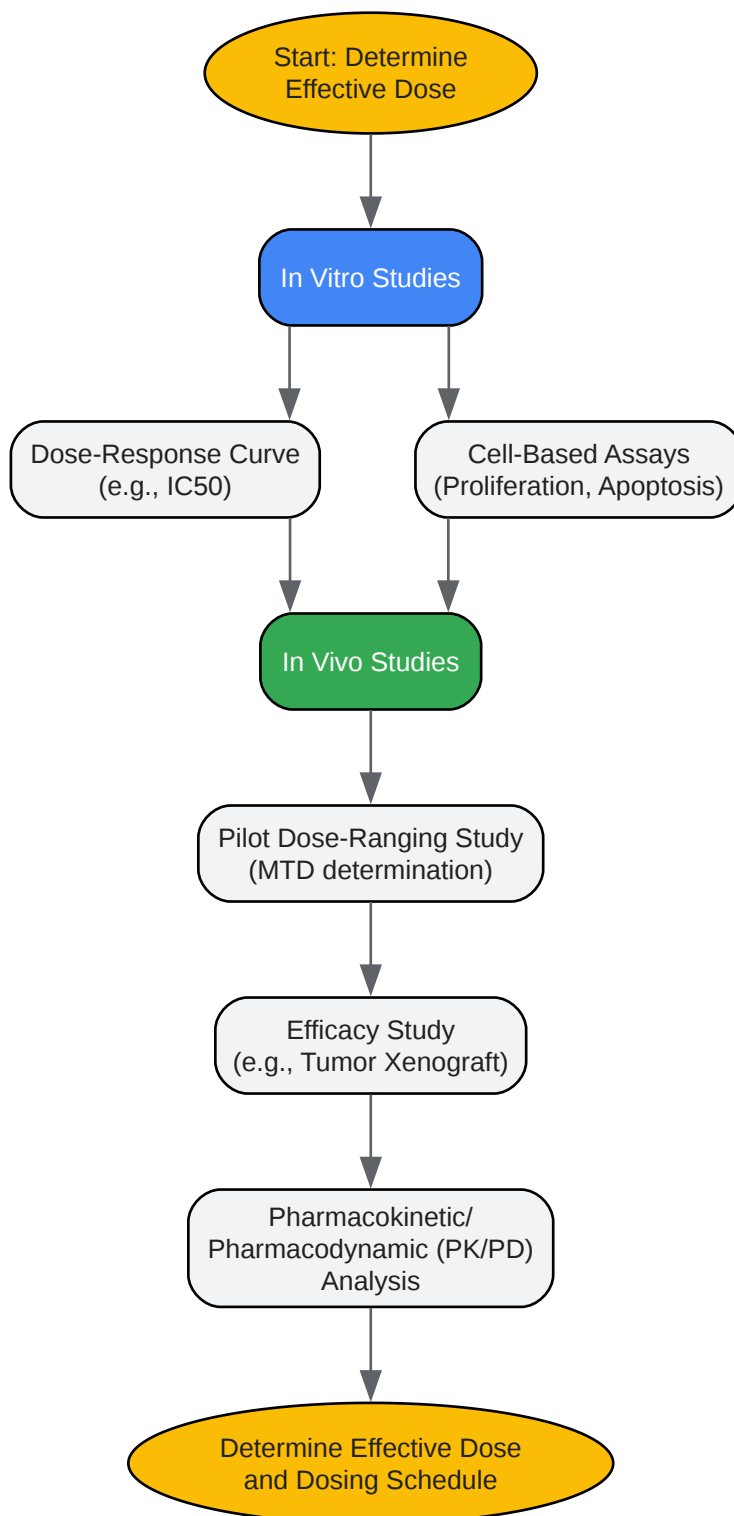 Start: Determine
Effective Dose
In Vitro Studies
Dose-Response Curve
(e.g., IC50)
Cell-Based Assays
(Proliferation, Apoptosis)
In Vivo Studies
Pilot Dose-Ranging Study
(MTD determination)
Efficacy Study
(e.g., Tumor Xenograft)
Pharmacokinetic/
Pharmacodynamic (PK/PD)
Analysis
Determine Effective Dose
and Dosing Schedule